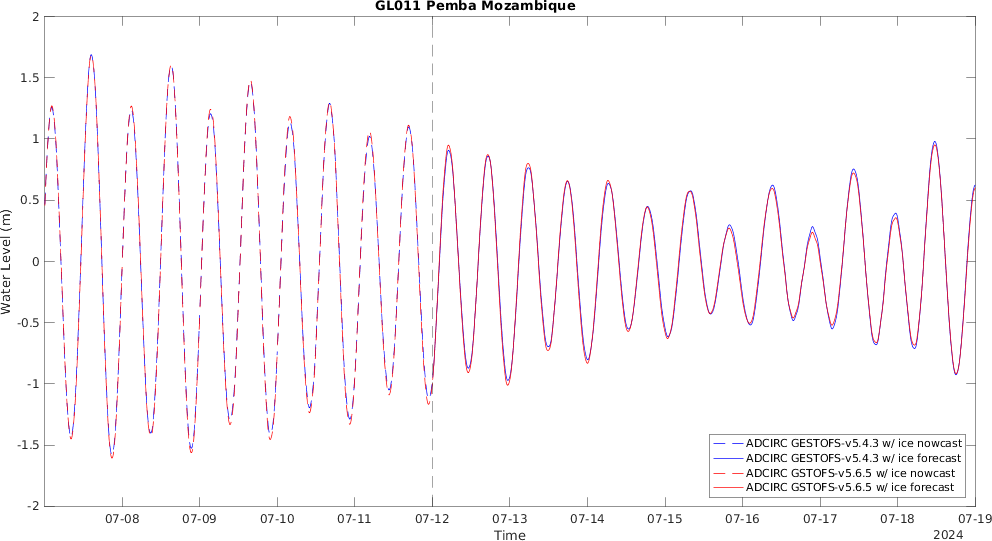 GL011 Pemba Mozambique
2
1.5
1
0.5
0
-0.5
-1
-1.5
-2
Water Level (m)
ADCIRC GESTOFS-v5.4.3 w/ ice nowcast
ADCIRC GESTOFS-v5.4.3 w/ ice forecast
ADCIRC GSTOFS-v5.6.5 w/ ice nowcast
ADCIRC GSTOFS-v5.6.5 w/ ice forecast
07-08 07-09 07-10 07-11 07-12 07-13 07-14 07-15 07-16 07-17 07-18 07-19
Time
2024